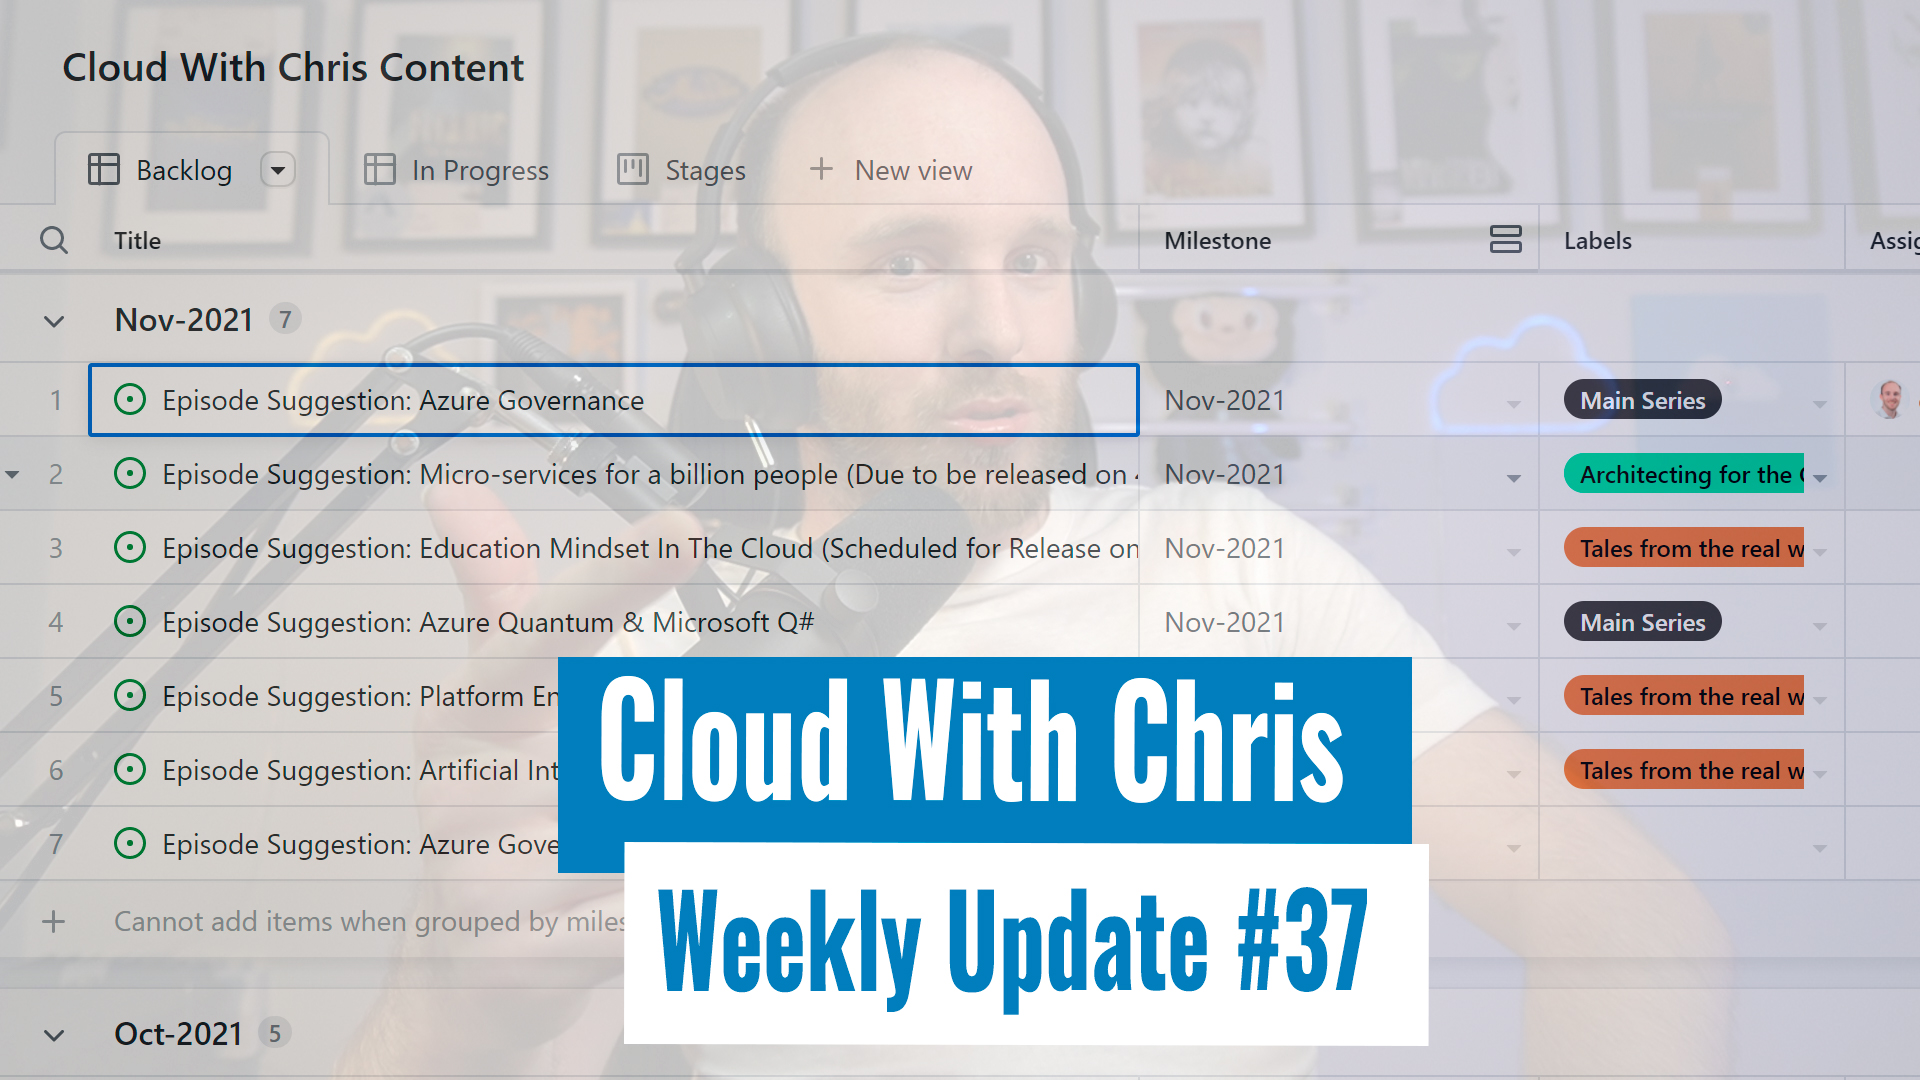 Cloud With Chris Content
Backlog In Progress Stages New view
Title Milestone Labels
Nov-2021 7
1 Episode Suggestion: Azure Governance Nov-2021 Main Series
2 Episode Suggestion: Micro-services for a billion people (Due to be released on Nov-2021 Architecting for the
3 Episode Suggestion: Education Mindset In The Cloud (Scheduled for Release on Nov-2021 Tales from the real w
4 Episode Suggestion: Azure Quantum & Microsoft Q# Nov-2021 Main Series
5 Episode Suggestion: Platform En Tales from the real w
6 Episode Suggestion: Artificial Int Tales from the real w
7 Episode Suggestion: Azure Gove
Cannot add items when grouped by miles
Oct-2021 5
Cloud With Chris
Weekly Update #37